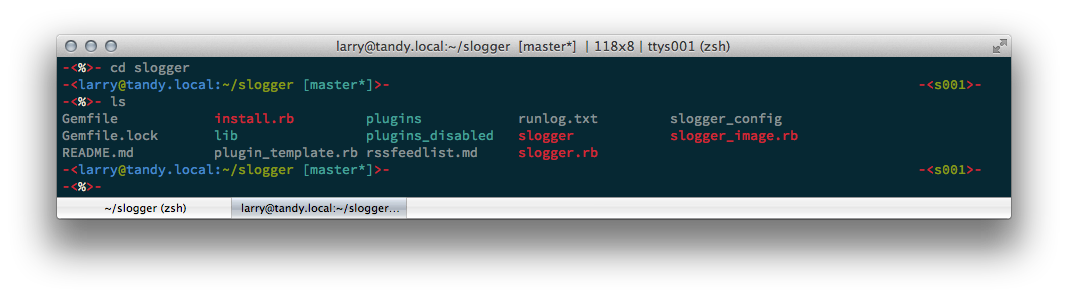 larry@tandy.local:~/slogger [master*] | 118x8 | ttys001 (zsh)
-<%>- cd slogger
-<larry@tandy.local:~/slogger [master*]>- -<s001>-
-<%>- ls
Gemfile install.rb plugins runlog.txt slogger_config
Gemfile.lock lib plugins_disabled slogger slogger_image.rb
README.md plugin_template.rb rssfeedlist.md slogger.rb
-<larry@tandy.local:~/slogger [master*]>- -<s001>-
-<%>-
~/slogger (zsh) larry@tandy.local:~/slogger...